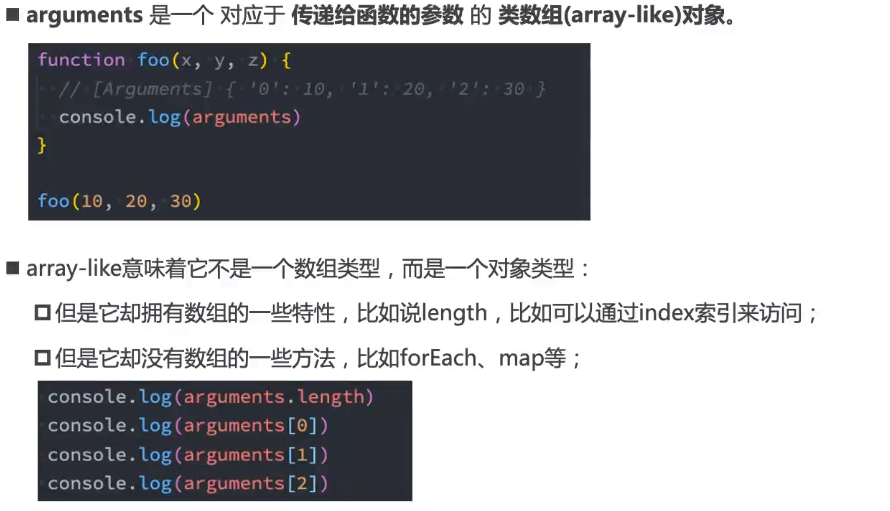 ■ arguments 是一个 对应于 传递给函数的参数 的 类数组(array-like)对象。
function foo(x, y, z) {
  // [Arguments] { '0': 10, '1': 20, '2': 30 }
  console.log(arguments)
}
foo(10, 20, 30)
■ array-like意味着它不是一个数组类型，而是一个对象类型：
但是它却拥有数组的一些特性，比如说length，比如可以通过index索引来访问；
但是它却没有数组的一些方法，比如forEach、map等；
console.log(arguments.length)
console.log(arguments[0])
console.log(arguments[1])
console.log(arguments[2])